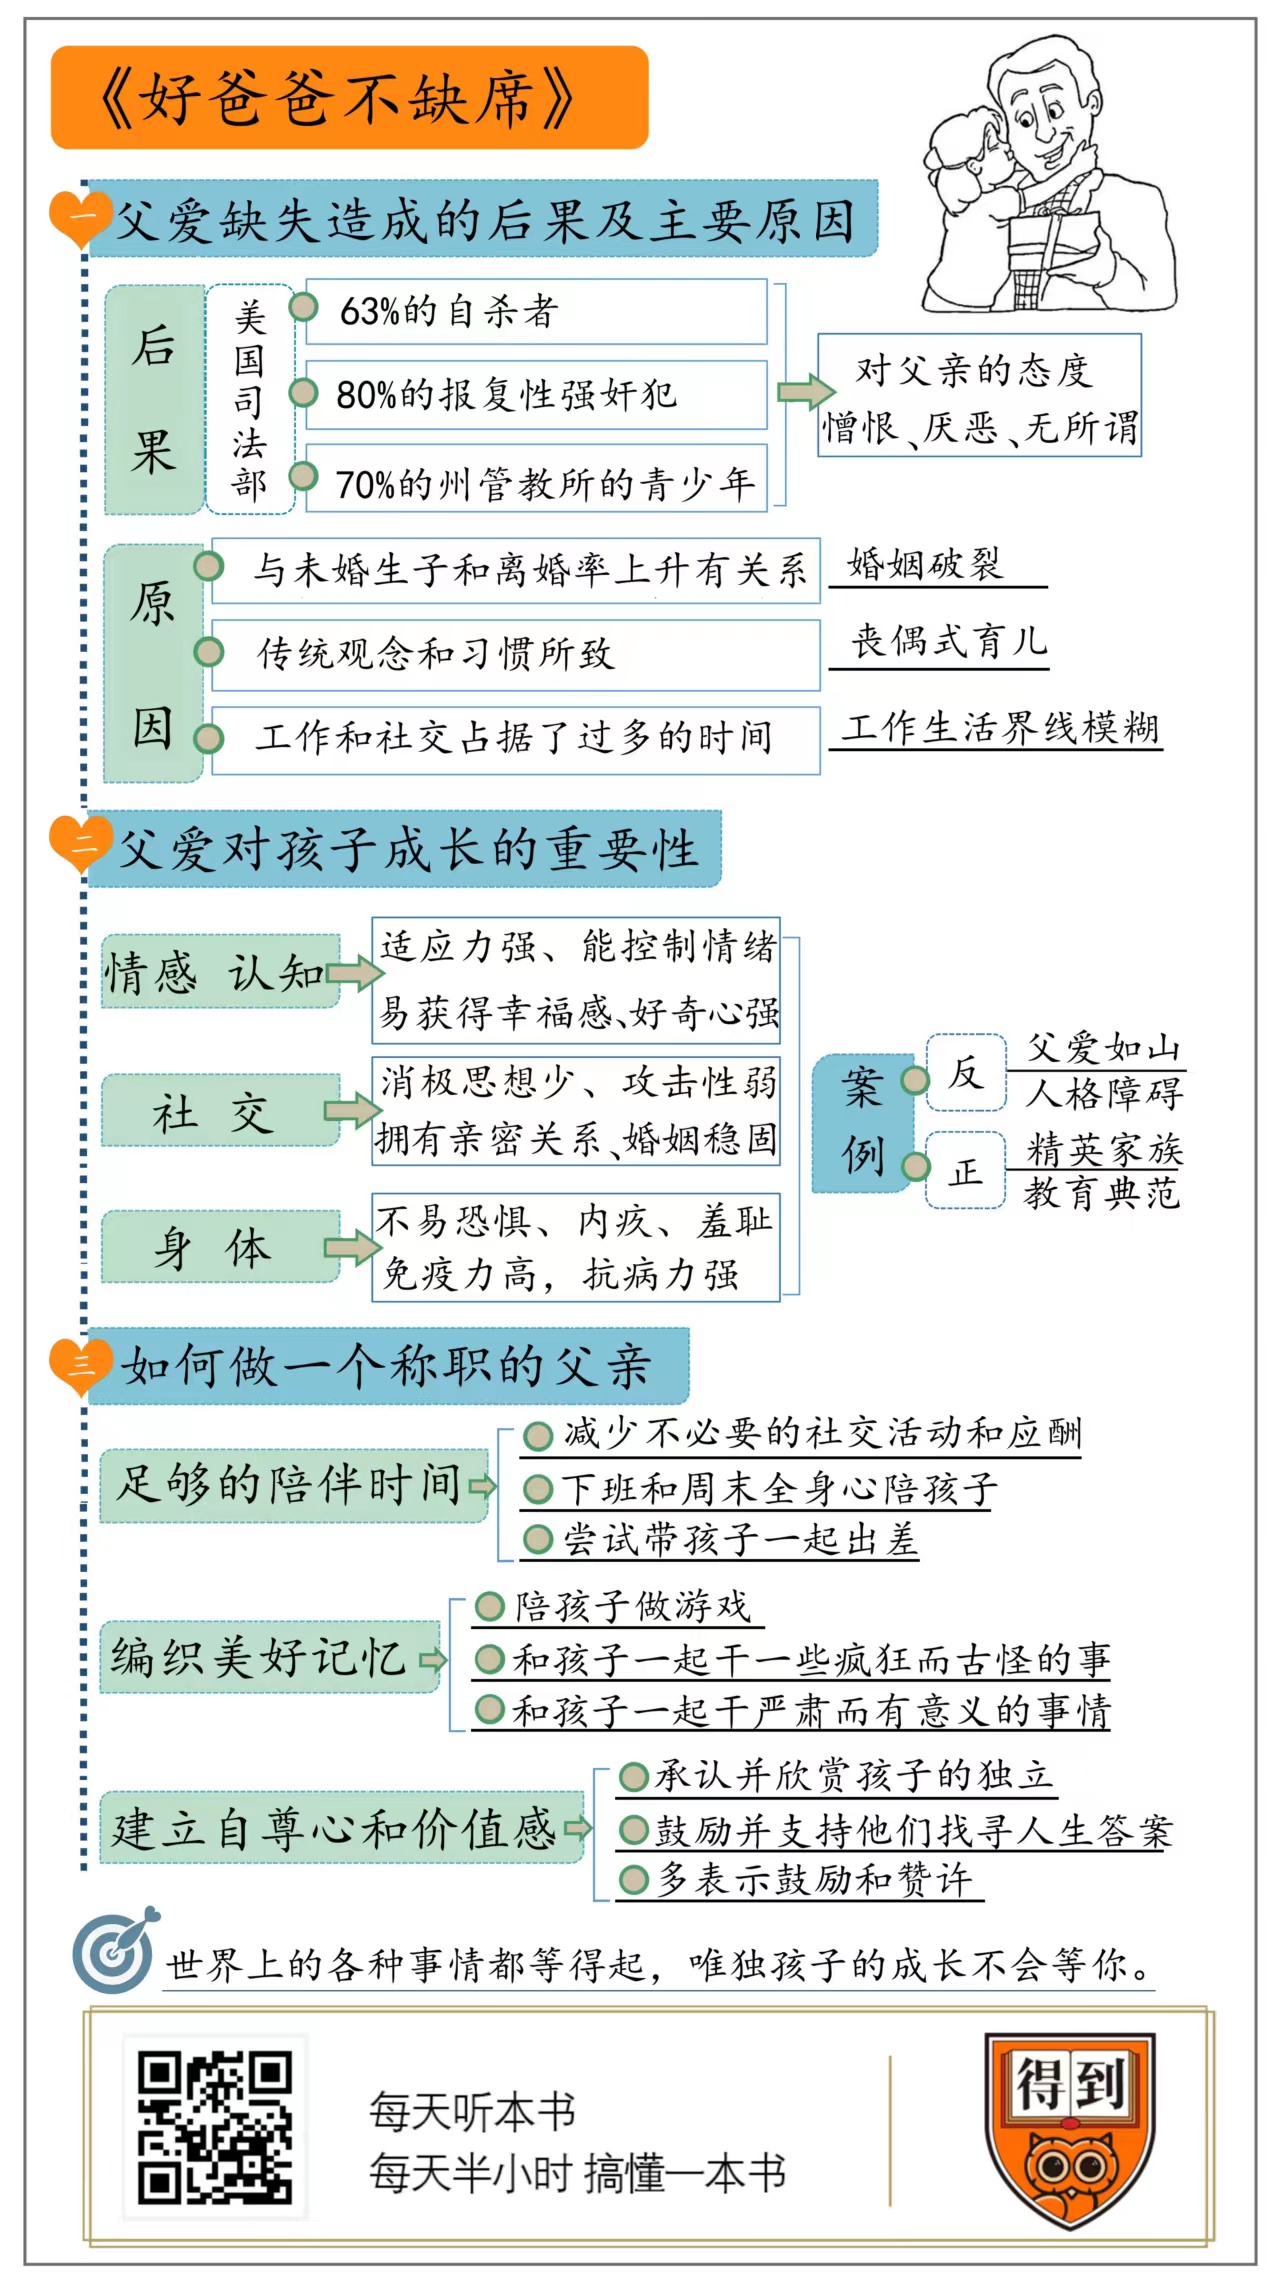 《好爸爸不缺席》
一
父爱缺失造成的后果及主要原因
后果
美国司法部
63%的自杀者
80%的报复性强奸犯
70%的州管教所的青少年
对父亲的态度
憎恨、厌恶、无所谓
原因
与未婚生子和离婚率上升有关系
婚姻破裂
传统观念和习惯所致
丧偶式育儿
工作和社交占据了过多的时间
工作生活界线模糊
二
父爱对孩子成长的重要性
情感 认知
适应力强、能控制情绪
易获得幸福感、好奇心强
社 交
消极思想少、攻击性弱
拥有亲密关系、婚姻稳固
身 体
不易恐惧、内疚、羞耻
免疫力高，抗病力强
案例
反
父爱如山
人格障碍
正
精英家族
教育典范
三
如何做一个称职的父亲
足够的陪伴时间
减少不必要的社交活动和应酬
下班和周末全身心陪孩子
尝试带孩子一起出差
编织美好记忆
陪孩子做游戏
和孩子一起干一些疯狂而古怪的事
和孩子一起干严肃而有意义的事情
建立自尊心和价值感
承认并欣赏孩子的独立
鼓励并支持他们找寻人生答案
多表示鼓励和赞许
世界上的各种事情都等得起，唯独孩子的成长不会等你。
每天听本书
每天半小时 搞懂一本书
得到